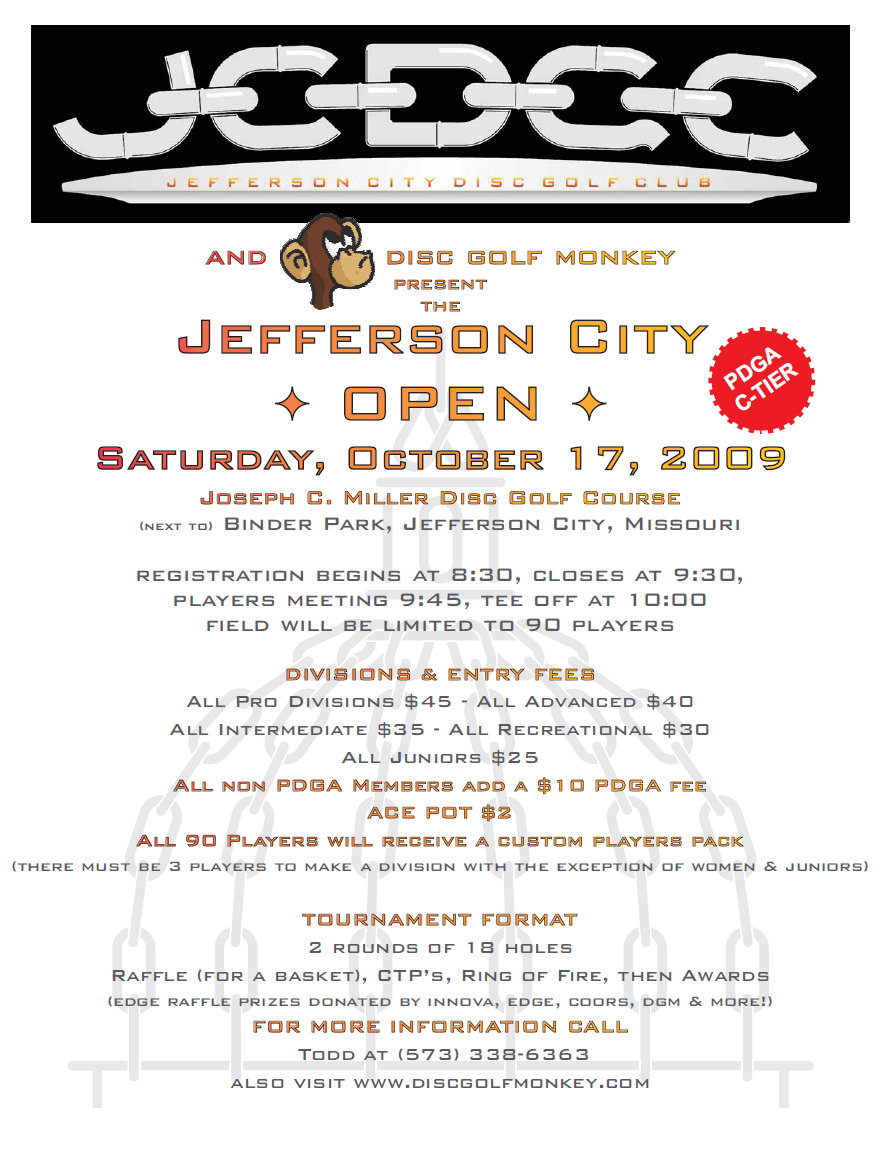 JCDGC
JEFFERSON CITY DISC GOLF CLUB
AND DISC GOLF MONKEY
PRESENT
THE
JEFFERSON CITY
OPEN
PDGA
C-TIER
SATURDAY, OCTOBER 17, 2009
JOSEPH C. MILLER DISC GOLF COURSE
(NEXT TO) BINDER PARK, JEFFERSON CITY, MISSOURI
REGISTRATION BEGINS AT 8:30, CLOSES AT 9:30,
PLAYERS MEETING 9:45, TEE OFF AT 10:00
FIELD WILL BE LIMITED TO 90 PLAYERS
DIVISIONS & ENTRY FEES
ALL PRO DIVISIONS $45 - ALL ADVANCED $40
ALL INTERMEDIATE $35 - ALL RECREATIONAL $30
ALL JUNIORS $25
ALL NON PDGA MEMBERS ADD A $10 PDGA FEE
ACE POT $2
ALL 90 PLAYERS WILL RECEIVE A CUSTOM PLAYERS PACK
(THERE MUST BE 3 PLAYERS TO MAKE A DIVISION WITH THE EXCEPTION OF WOMEN & JUNIORS)
TOURNAMENT FORMAT
2 ROUNDS OF 18 HOLES
RAFFLE (FOR A BASKET), CTP'S, RING OF FIRE, THEN AWARDS
(EDGE RAFFLE PRIZES DONATED BY INNOVA, EDGE, COORS, DGM & MORE!)
FOR MORE INFORMATION CALL
TODD AT (573) 338-6363
ALSO VISIT WWW.DISCGOLFMONKEY.COM